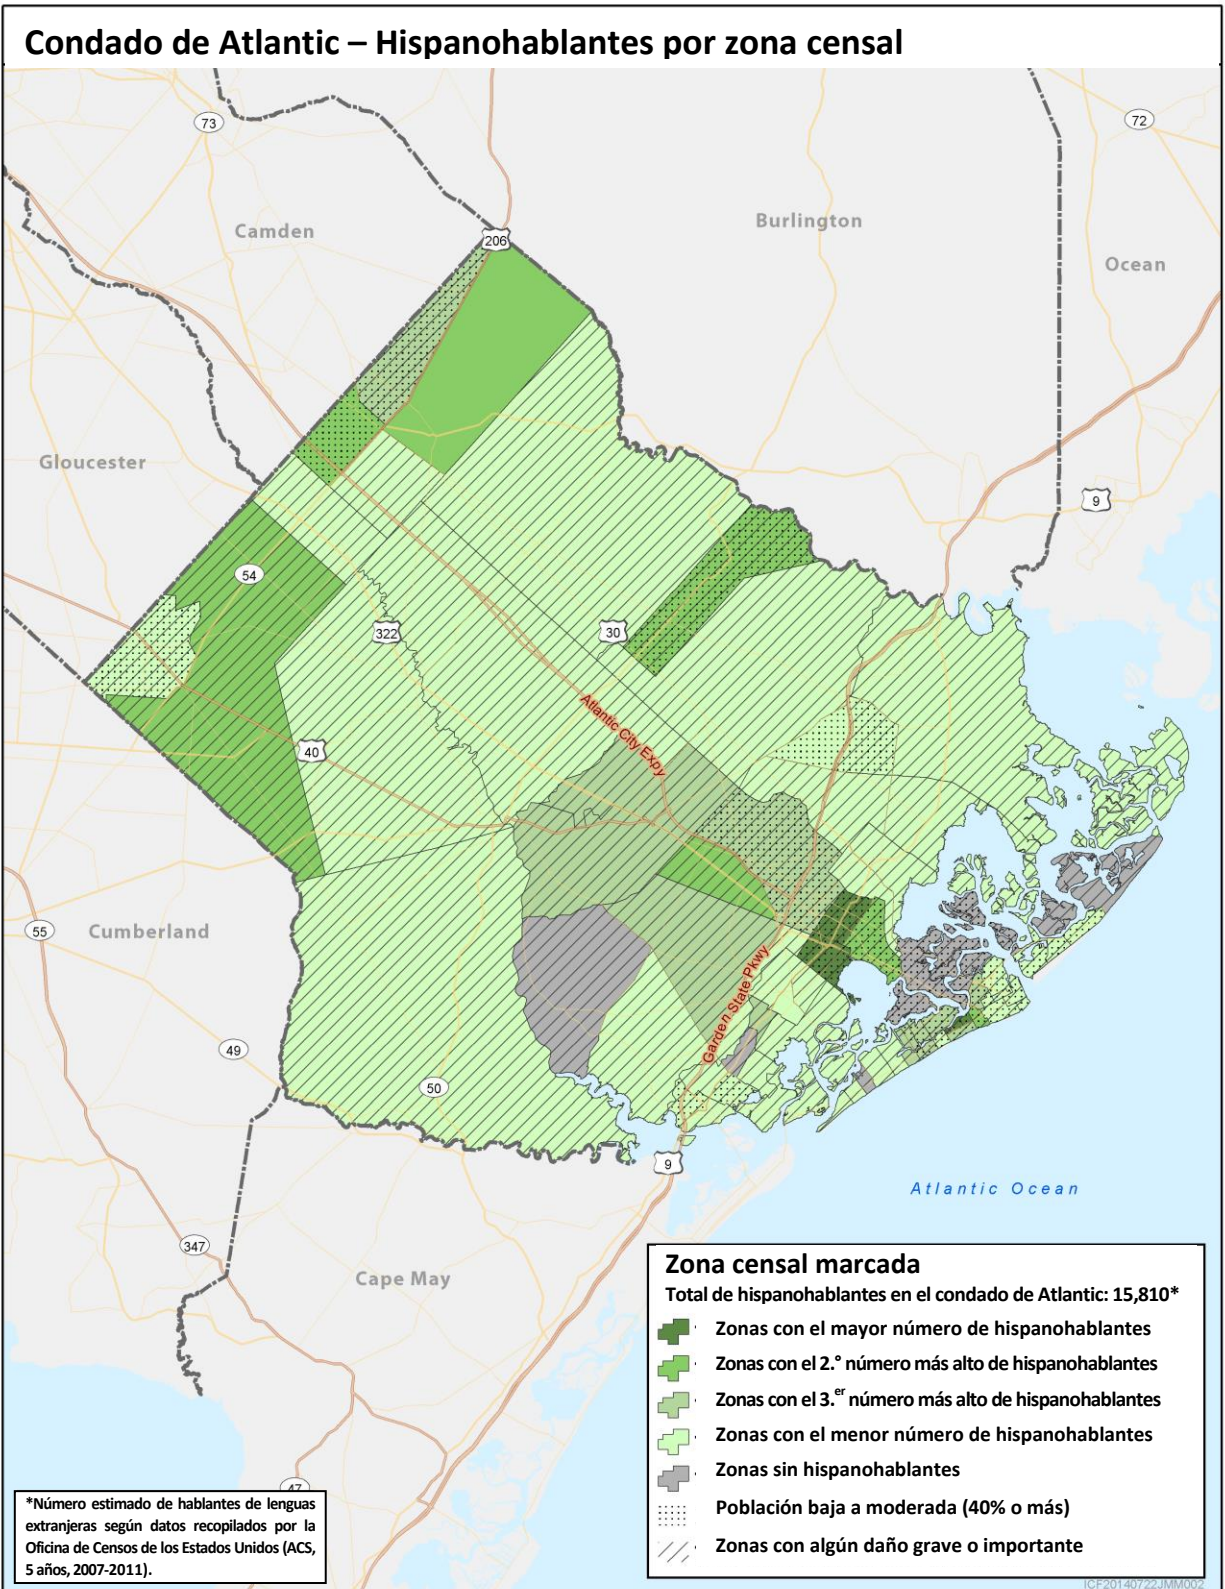 Condado de Atlantic – Hispanohablantes por zona censal
73
72
Camden
Burlington
206
Ocean
Gloucester
9
54
322
30
Atlantic City Expy
40
55
Cumberland
Garden State Pkwy
49
50
9
Atlantic Ocean
347
Cape May
47
Zona censal marcada
Total de hispanohablantes en el condado de Atlantic: 15,810*
Zonas con el mayor número de hispanohablantes
Zonas con el 2.° número más alto de hispanohablantes
Zonas con el 3.er número más alto de hispanohablantes
Zonas con el menor número de hispanohablantes
Zonas sin hispanohablantes
Población baja a moderada (40% o más)
Zonas con algún daño grave o importante
*Número estimado de hablantes de lenguas
extranjeras según datos recopilados por la
Oficina de Censos de los Estados Unidos (ACS,
5 años, 2007-2011).
ICF20140722JMM002